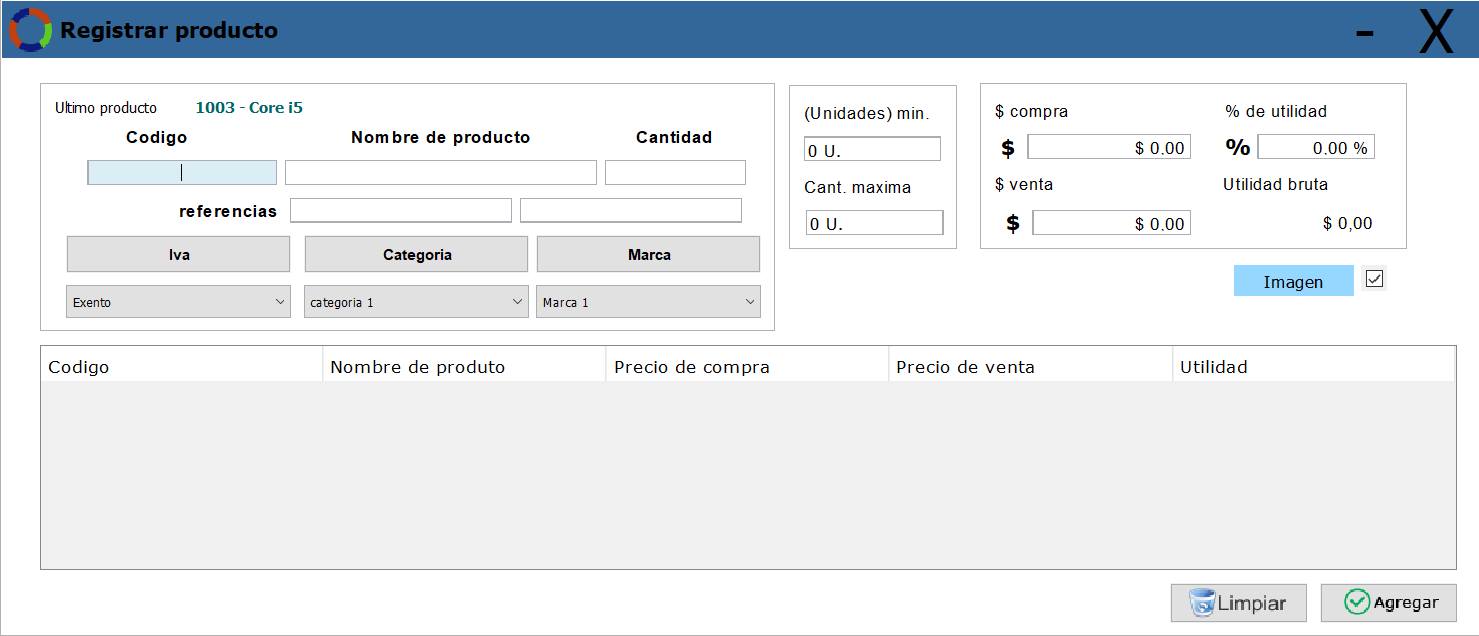 Registrar producto - X
Ultimo producto 1003 - Core i5
Codigo Nombre de producto Cantidad
referencias
Iva Categoria Marca
Exento categoria 1 Marca 1
(Unidades) min.
0 U.
Cant. maxima
0 U.
$ compra % de utilidad
$ $ 0.00 % 0.00 %
$ venta Utilidad bruta
$ $ 0.00 $ 0,00
Imagen
Codigo Nombre de produto Precio de compra Precio de venta Utilidad
Limpiar Agregar